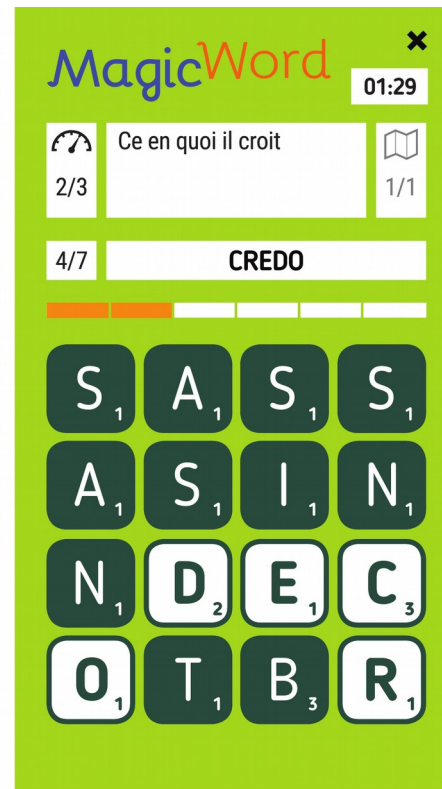 MagicWord
01:29
Ce en quoi il croit
2/3
1/1
4/7 CREDO
S1 A1 S1 S1
A1 S1 I1 N1
N1 D2 E1 C3
O1 T1 B3 R1